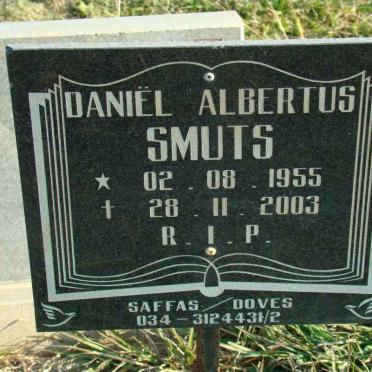 DANIËL ALBERTUS
SMUTS
★ 02.08.1955
† 28.11.2003
R.I.P.
SAFFAS DOVES
034-3124431/2